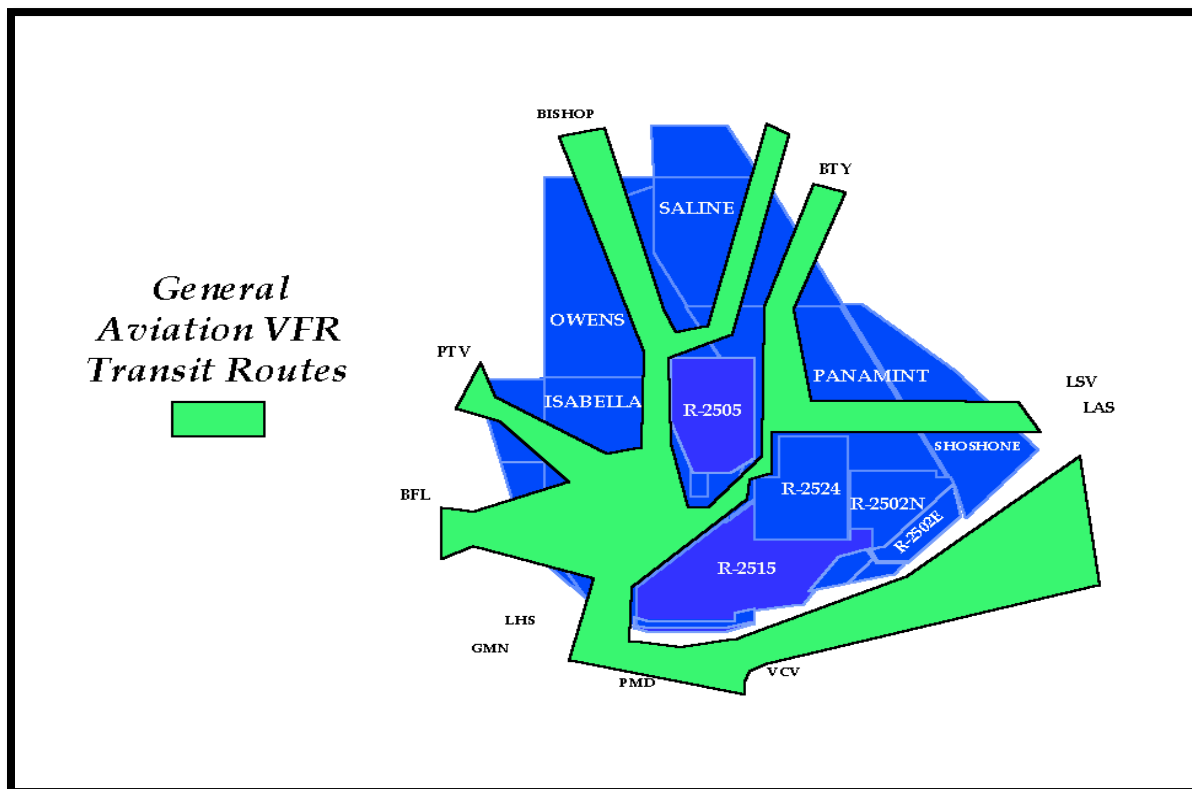 BISHOP
BTY
SALINE
General
Aviation VFR
Transit Routes
OWENS
PTV
PANAMINT
LSV
ISABELLA
R-2505
LAS
SHOSHONE
BFL
R-2524
R-2502N
R-2502E
R-2515
LHS
GMN
PMD
VCV